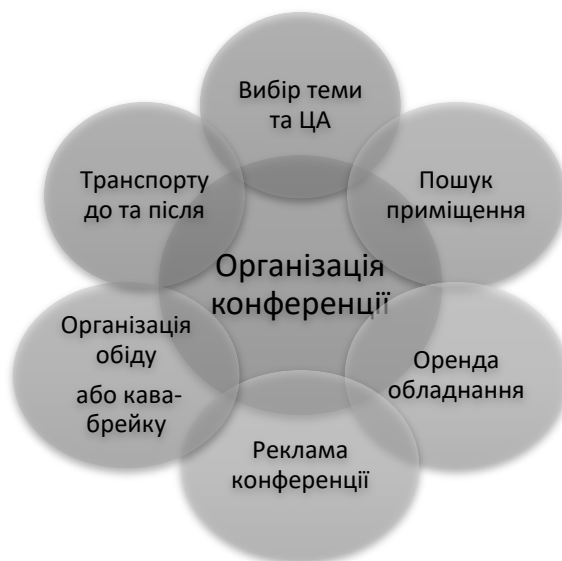 Вибір теми
та ЦА
Транспорту
до та після
Пошук
приміщення
Організація
конференції
Організація
обіду
або кава-
брейку
Оренда
обладнання
Реклама
конференції